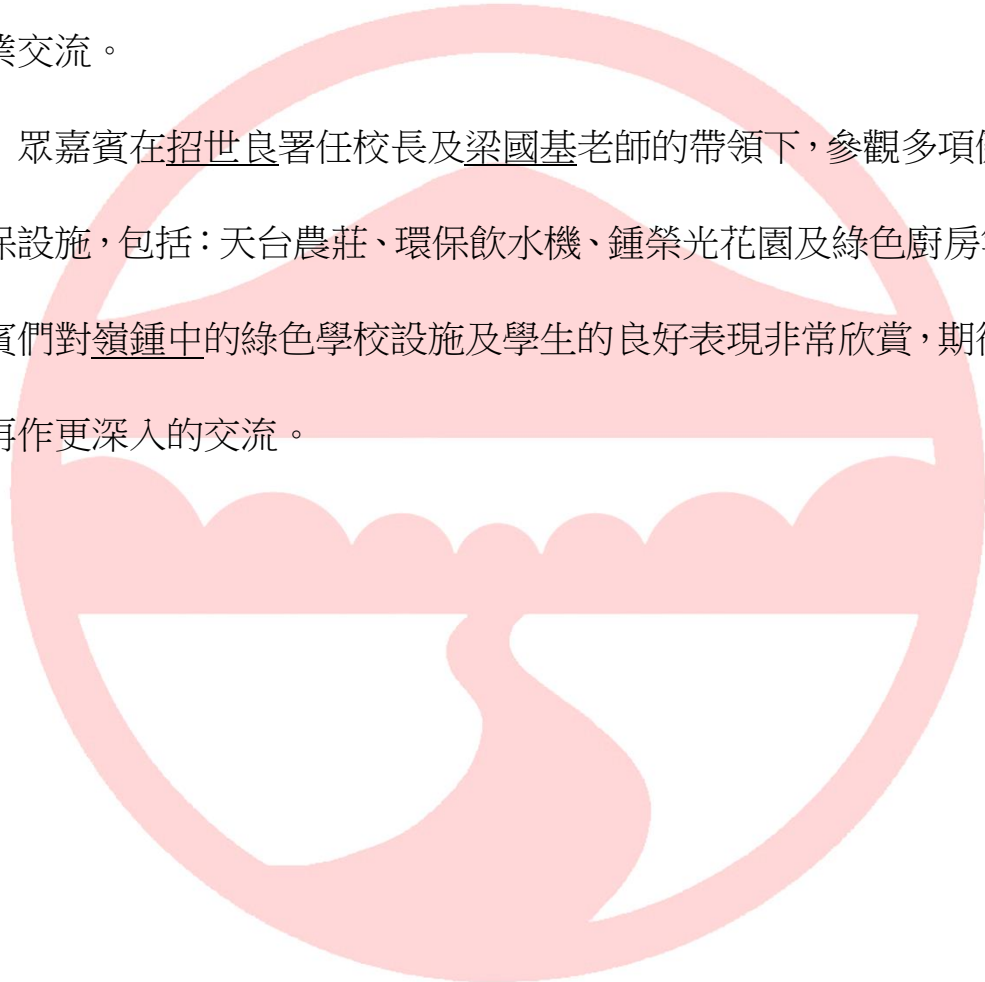 業交流。
眾嘉賓在招世良署任校長及梁國基老師的帶領下，參觀多項
保設施，包括：天台農莊、環保飲水機、鍾榮光花園及綠色廚房
賓們對嶺鍾中的綠色學校設施及學生的良好表現非常欣賞，期
再作更深入的交流。